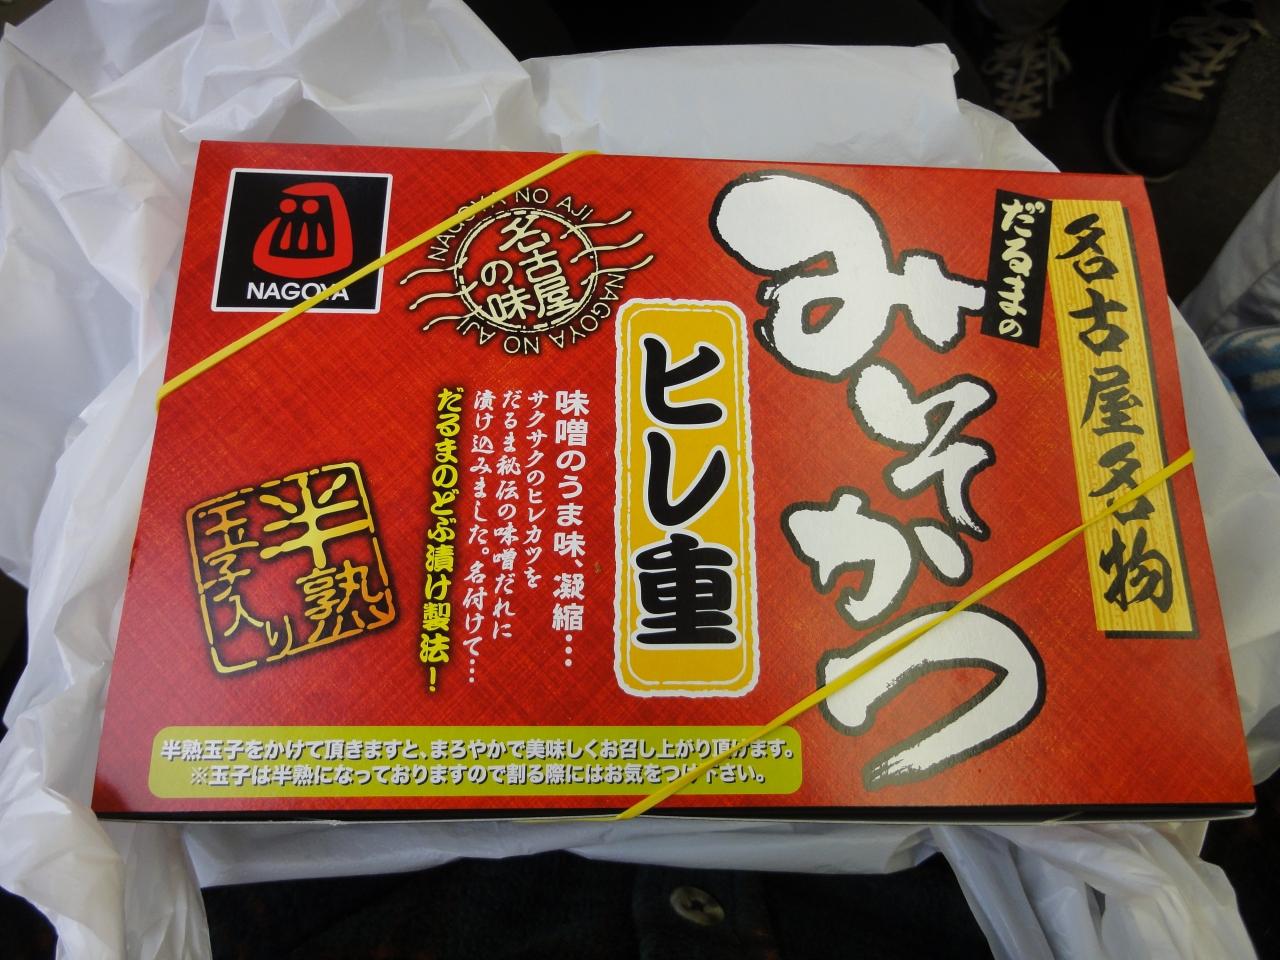 名古屋名物
だるまの
みそかつ
ヒレ重
味噌のうま味、凝縮…
サクサクのヒレカツを
だるま秘伝の味噌だれに
漬け込みました。名付けて…
だるまのどぶ漬け製法!
NAGOYA NO AJI
名古屋
の味
NAGOYA NO AJI
NAGOYA NO AJI
NAGOYA
半熟
玉子入り
半熟玉子をかけて頂きますと、まろやかで美味しくお召し上がり頂けます。
※玉子は半熟になっておりますので割る際にはお気をつけ下さい。